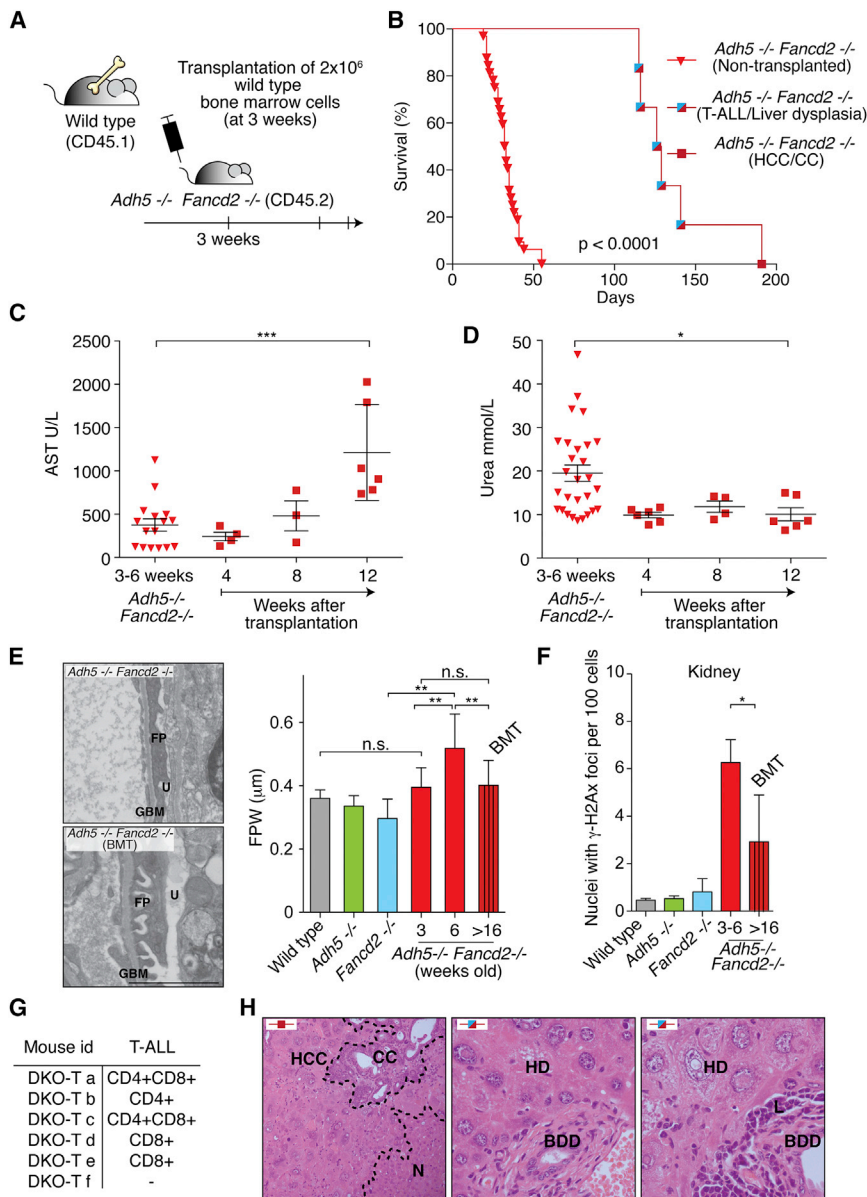 A
Transplantation of 2x10⁶
wild type
bone marrow cells
(at 3 weeks)
Wild type
(CD45.1)
Adh5 -/- Fancd2 -/- (CD45.2)
3 weeks
B
100
80
60
40
20
0
Survival (%)
0
50
100
150
200
Days
p < 0.0001
Adh5 -/- Fancd2 -/-
(Non-transplanted)
Adh5 -/- Fancd2 -/-
(T-ALL/Liver dysplasia)
Adh5 -/- Fancd2 -/-
(HCC/CC)
C
2500
2000
1500
1000
500
0
AST U/L
***
3-6 weeks
4
8
12
Adh5-/-
Fancd2-/-
Weeks after
transplantation
D
50
40
30
20
10
0
Urea mmol/L
*
3-6 weeks
4
8
12
Adh5-/-
Fancd2-/-
Weeks after
transplantation
E
Adh5 -/- Fancd2 -/-
FP
U
GBM
Adh5 -/- Fancd2 -/-
(BMT)
FP
U
GBM
0.6
0.4
0.2
0
FPW (μm)
n.s.
**
**
**
n.s.
BMT
Wild type
Adh5 -/-
Fancd2 -/-
3
6
>16
Adh5-/- Fancd2-/-
(weeks old)
F
Kidney
10
8
6
4
2
0
Nuclei with γ-H2Ax foci per 100 cells
*
BMT
Wild type
Adh5 -/-
Fancd2 -/-
3-6
>16
Adh5-/-
Fancd2-/-
G
Mouse id T-ALL
DKO-T a CD4+CD8+
DKO-T b CD4+
DKO-T c CD4+CD8+
DKO-T d CD8+
DKO-T e CD8+
DKO-T f -
H
HCC
CC
N
HD
BDD
HD
L
BDD